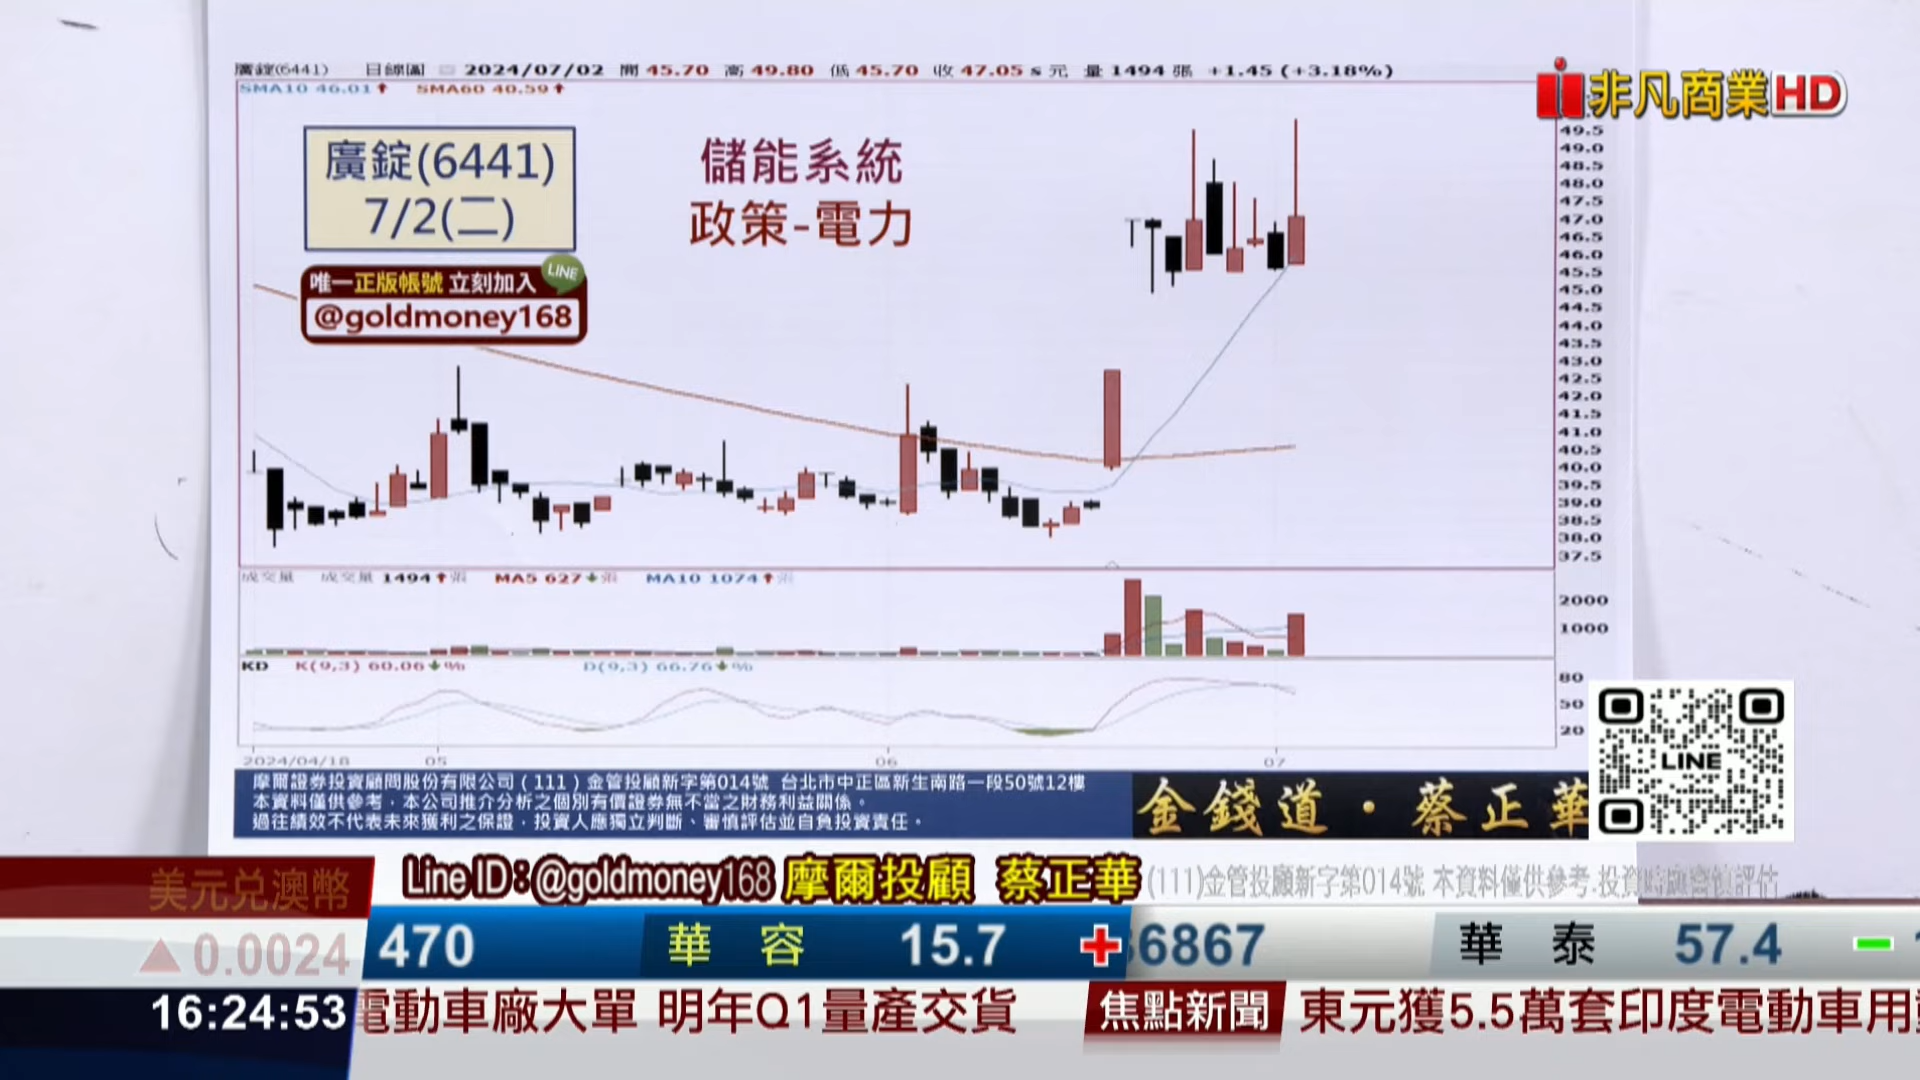 廣錠(6441) 日線圖 2024/07/02 開 45.70 高 49.80 低 45.70 收 47.05 s 元 量 1494 張 +1.45 (+3.18%)
SMA10 46.01↑ SMA60 40.59↑
非凡商業HD
廣錠(6441)
7/2(二)
儲能系統
政策-電力
唯一正版帳號 立刻加入
LINE
@goldmoney168
49.5
49.0
48.5
48.0
47.5
47.0
46.5
46.0
45.5
45.0
44.5
44.0
43.5
43.0
42.5
42.0
41.5
41.0
40.5
40.0
39.5
39.0
38.5
38.0
37.5
成交量 成交量 1494↑張 MA5 627↓張 MA10 1074↑張
2000
1000
KD K(9,3) 60.06↓% D(9,3) 66.76↓%
80
50
20
2024/04/18 05 06 07
LINE
摩爾證券投資顧問股份有限公司(111)金管投顧新字第014號 台北市中正區新生南路一段50號12樓
本資料僅供參考，本公司推介分析之個別有價證券無不當之財務利益關係。
過往績效不代表未來獲利之保證，投資人應獨立判斷、審慎評估並自負投資責任。
金錢道·蔡正華
美元兌澳幣
Line ID:@goldmoney168 摩爾投顧 蔡正華 (111)金管投顧新字第014號 本資料僅供參考.投資時應審慎評估
▲0.0024
470 華容 15.7 6867 華泰 57.4
16:24:53
電動車廠大單 明年Q1量產交貨 焦點新聞 東元獲5.5萬套印度電動車用